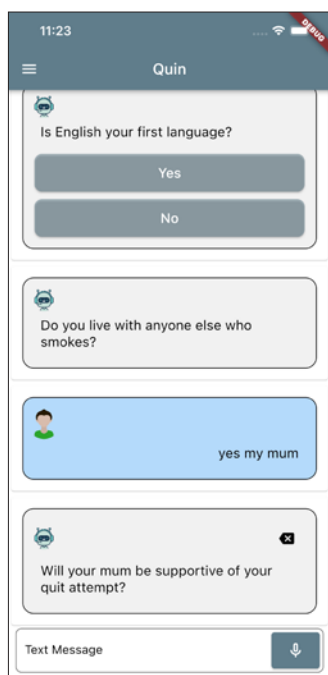 11:23
DEBUG
Quin
Is English your first language?
Yes
No
Do you live with anyone else who
smokes?
yes my mum
Will your mum be supportive of your
quit attempt?
Text Message